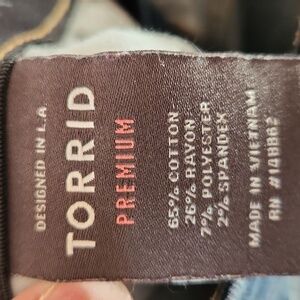 DESIGNED IN L.A.
TORRID
PREMIUM
65% COTTON
26% RAYON
7% POLYESTER
2% SPANDEX
MADE IN VIETNAM
RN #148862